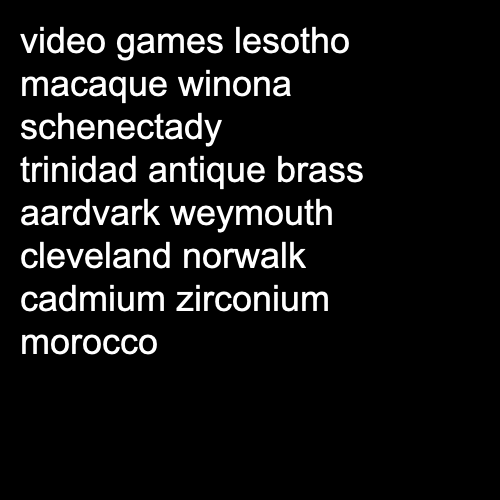 video games lesotho
macaque winona
schenectady
trinidad antique brass
aardvark weymouth
cleveland norwalk
cadmium zirconium
morocco